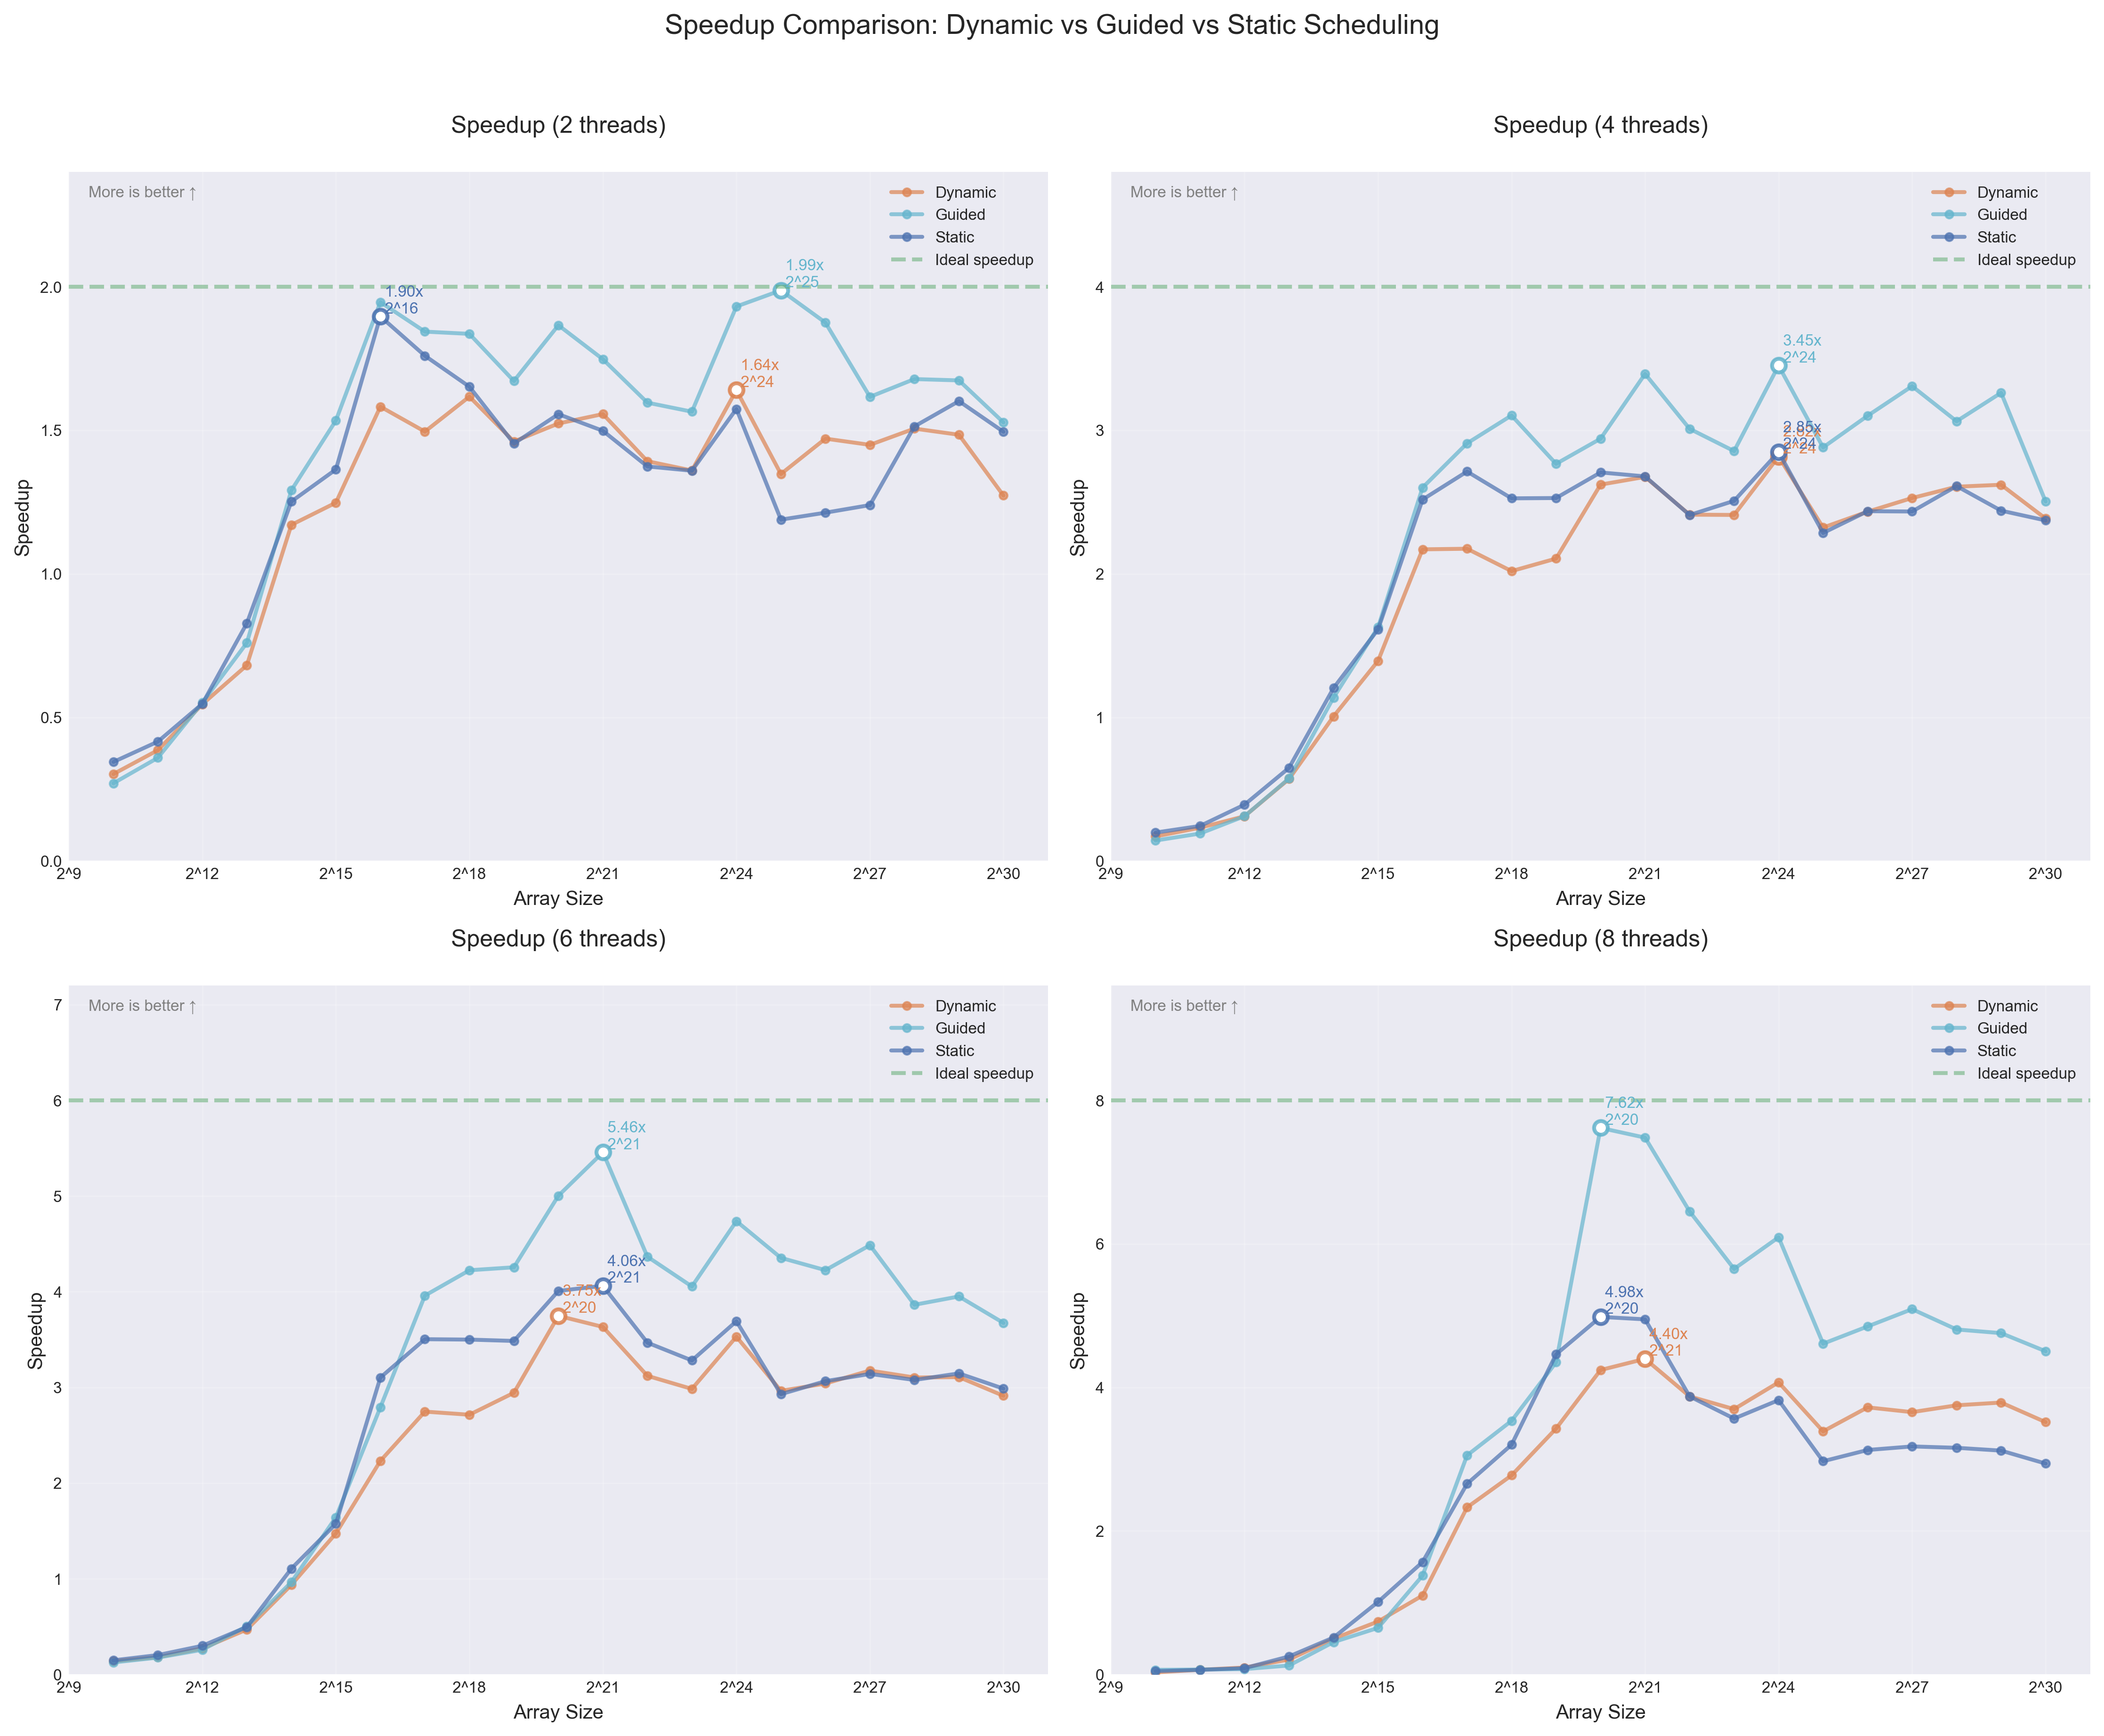 Speedup Comparison: Dynamic vs Guided vs Static Scheduling
Speedup (2 threads)
More is better ↑
Dynamic
Guided
Static
Ideal speedup
1.90x
2^16
1.99x
2^25
1.64x
2^24
2.0
1.5
1.0
0.5
0.0
Speedup
2^9
2^12
2^15
2^18
2^21
2^24
2^27
2^30
Array Size
Speedup (4 threads)
More is better ↑
Dynamic
Guided
Static
Ideal speedup
3.45x
2^24
2.85x
2^24
2.82x
2^24
4
3
2
1
0
Speedup
2^9
2^12
2^15
2^18
2^21
2^24
2^27
2^30
Array Size
Speedup (6 threads)
More is better ↑
Dynamic
Guided
Static
Ideal speedup
5.46x
2^21
4.06x
2^21
3.75x
2^20
7
6
5
4
3
2
1
0
Speedup
2^9
2^12
2^15
2^18
2^21
2^24
2^27
2^30
Array Size
Speedup (8 threads)
More is better ↑
Dynamic
Guided
Static
Ideal speedup
7.62x
2^20
4.98x
2^20
4.40x
2^21
8
6
4
2
0
Speedup
2^9
2^12
2^15
2^18
2^21
2^24
2^27
2^30
Array Size